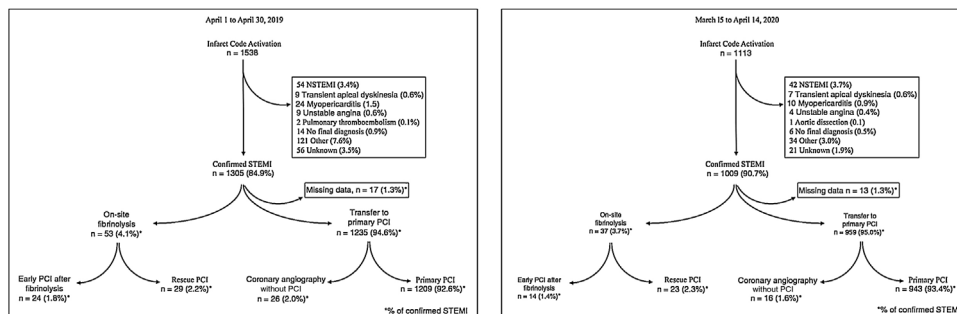 April 1 to April 30, 2019
Infarct Code Activation
n = 1538
54 NSTEMI (3.4%)
9 Transient apical dyskinesia (0.6%)
24 Myopericarditis (1.5)
9 Unstable angina (0.6%)
2 Pulmonary thromboembolism (0.1%)
14 No final diagnosis (0.9%)
121 Other (7.6%)
56 Unknown (3.5%)
Confirmed STEMI
n = 1305 (84.9%)
Missing data, n = 17 (1.3%)*
On-site
fibrinolysis
n = 53 (4.1%)*
Transfer to
primary PCI
n = 1235 (94.6%)*
Early PCI after
fibrinolysis
n = 24 (1.8%)*
Rescue PCI
n = 29 (2.2%)*
Coronary angiography
without PCI
n = 26 (2.0%)*
Primary PCI
n = 1209 (92.6%)*
*% of confirmed STEMI
March 15 to April 14, 2020
Infarct Code Activation
n = 1113
42 NSTEMI (3.7%)
7 Transient apical dyskinesia (0.6%)
10 Myopericarditis (0.9%)
4 Unstable angina (0.4%)
1 Aortic dissection (0.1)
6 No final diagnosis (0.5%)
34 Other (3.0%)
21 Unknown (1.9%)
Confirmed STEMI
n = 1009 (90.7%)
Missing data n = 13 (1.3%)*
On-site
fibrinolysis
n = 37 (3.7%)*
Transfer to
primary PCI
n = 959 (95.0%)*
Early PCI after
fibrinolysis
n = 14 (1.4%)*
Rescue PCI
n = 23 (2.3%)*
Coronary angiography
without PCI
n = 16 (1.6%)*
Primary PCI
n = 943 (93.4%)*
*% of confirmed STEMI